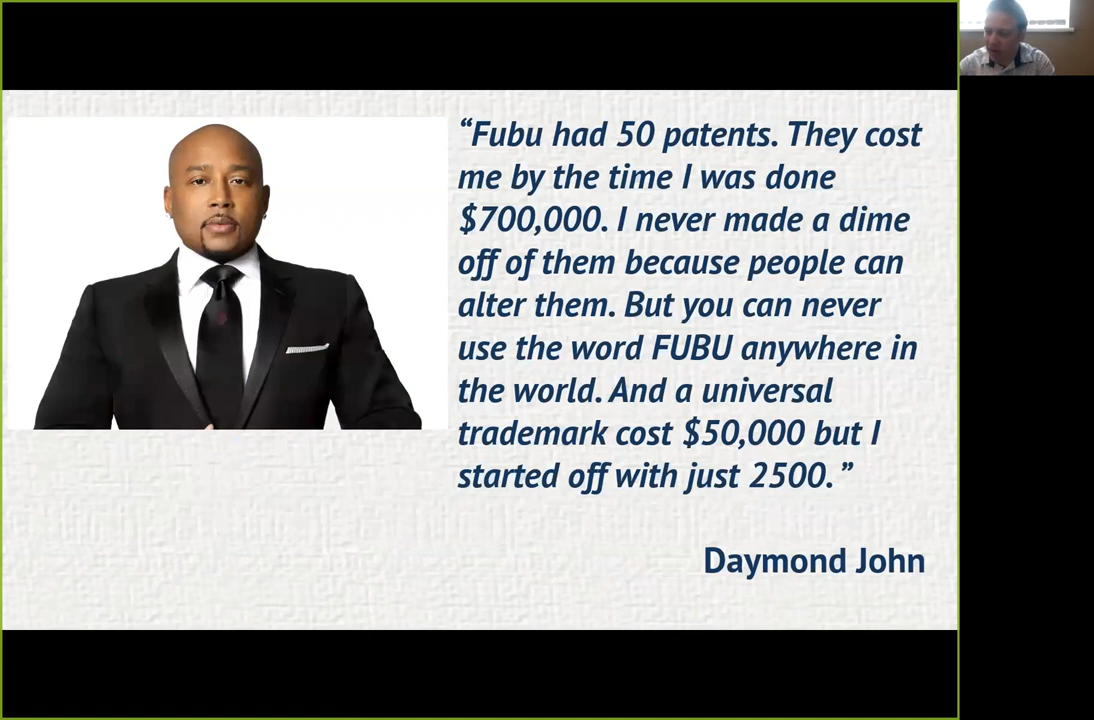 “Fubu had 50 patents. They cost
me by the time I was done
$700,000. I never made a dime
off of them because people can
alter them. But you can never
use the word FUBU anywhere in
the world. And a universal
trademark cost $50,000 but I
started off with just 2500.”
Daymond John